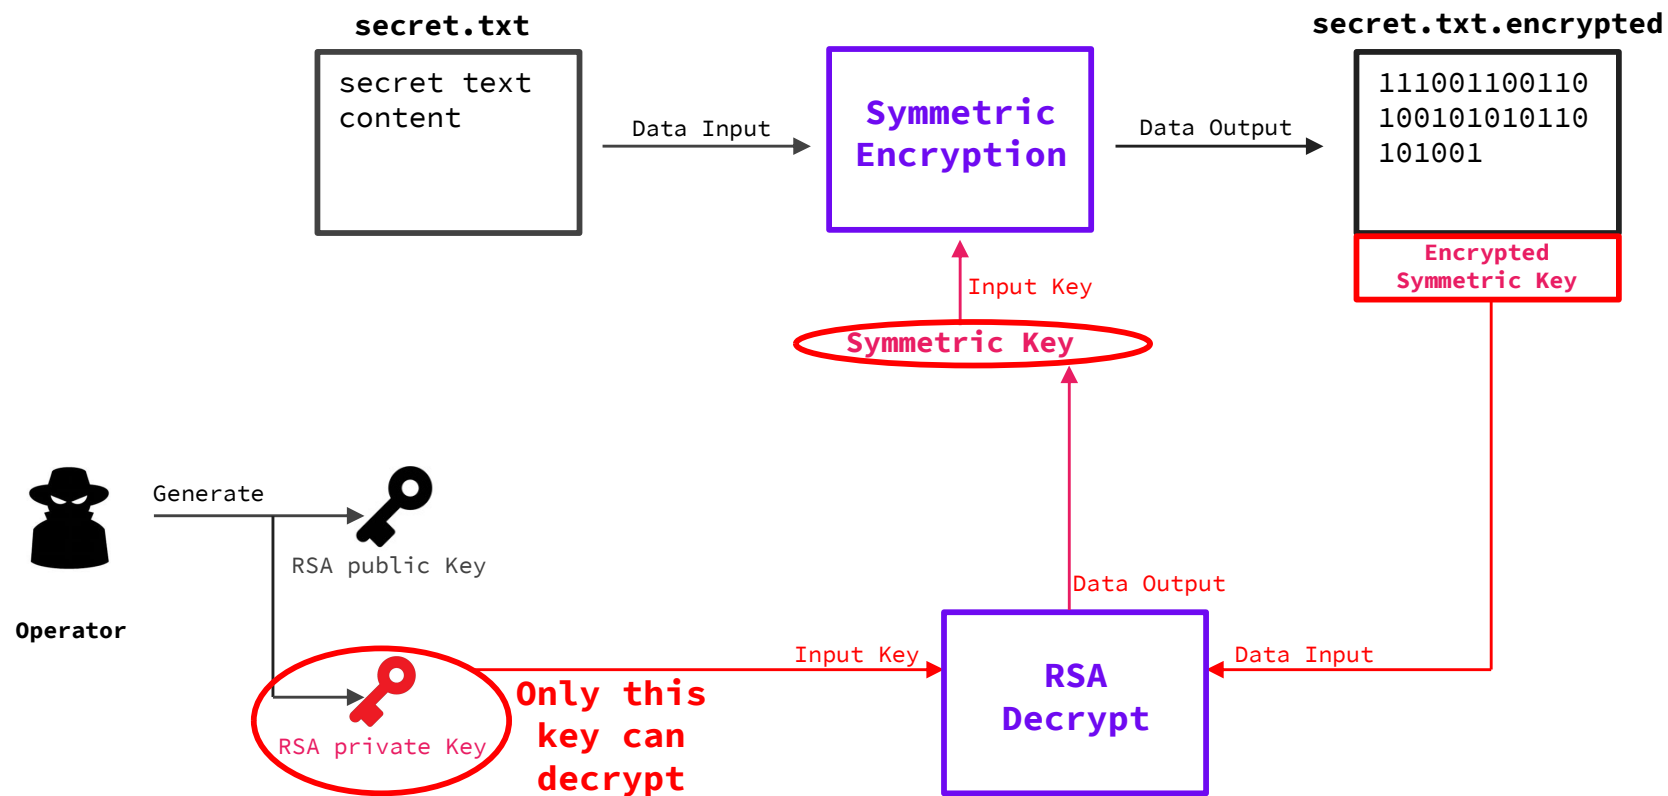 secret.txt
secret.txt.encrypted
secret text
content
Data Input
Symmetric
Encryption
Data Output
111001100110
100101010110
101001
Encrypted
Symmetric Key
Input Key
Symmetric Key
Generate
RSA public Key
Operator
Data Output
Input Key
Data Input
RSA
Decrypt
Only this
key can
decrypt
RSA private Key